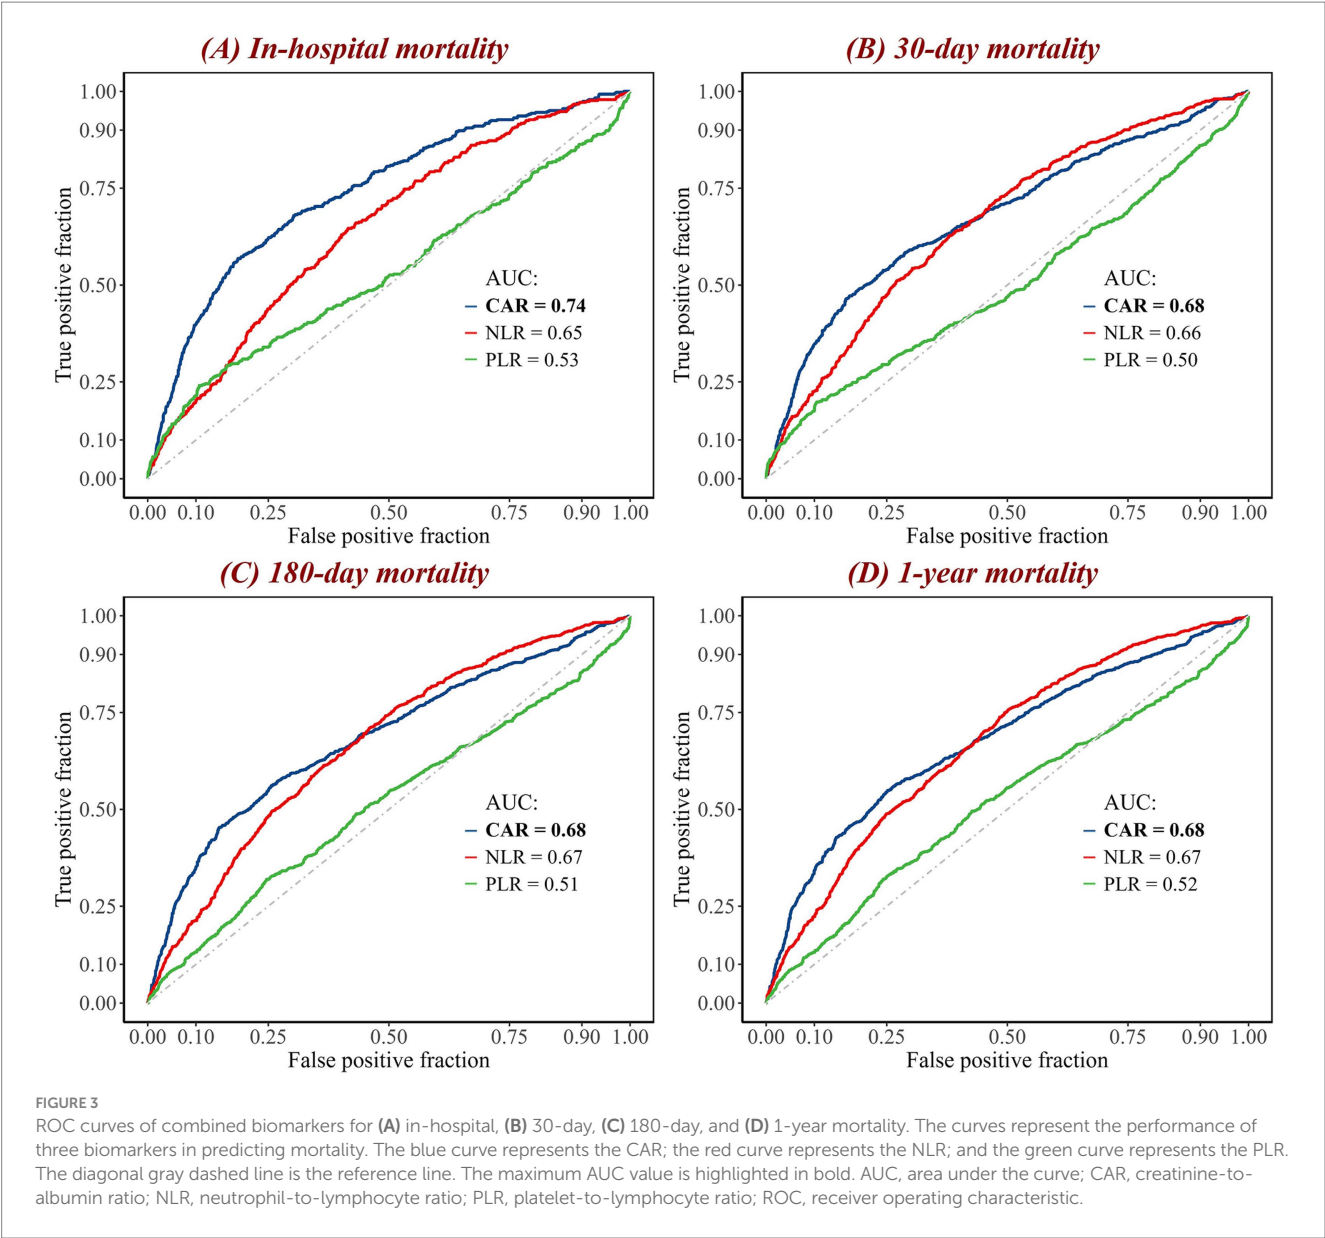 (A) In-hospital mortality
1.00
0.90
0.75
0.50
0.25
0.10
0.00
True positive fraction
AUC:
CAR = 0.74
NLR = 0.65
PLR = 0.53
0.00 0.10 0.25 0.50 0.75 0.90 1.00
False positive fraction
(B) 30-day mortality
1.00
0.90
0.75
0.50
0.25
0.10
0.00
True positive fraction
AUC:
CAR = 0.68
NLR = 0.66
PLR = 0.50
0.00 0.10 0.25 0.50 0.75 0.90 1.00
False positive fraction
(C) 180-day mortality
1.00
0.90
0.75
0.50
0.25
0.10
0.00
True positive fraction
AUC:
CAR = 0.68
NLR = 0.67
PLR = 0.51
0.00 0.10 0.25 0.50 0.75 0.90 1.00
False positive fraction
(D) 1-year mortality
1.00
0.90
0.75
0.50
0.25
0.10
0.00
True positive fraction
AUC:
CAR = 0.68
NLR = 0.67
PLR = 0.52
0.00 0.10 0.25 0.50 0.75 0.90 1.00
False positive fraction
FIGURE 3
ROC curves of combined biomarkers for (A) in-hospital, (B) 30-day, (C) 180-day, and (D) 1-year mortality. The curves represent the performance of
three biomarkers in predicting mortality. The blue curve represents the CAR; the red curve represents the NLR; and the green curve represents the PLR.
The diagonal gray dashed line is the reference line. The maximum AUC value is highlighted in bold. AUC, area under the curve; CAR, creatinine-to-
albumin ratio; NLR, neutrophil-to-lymphocyte ratio; PLR, platelet-to-lymphocyte ratio; ROC, receiver operating characteristic.